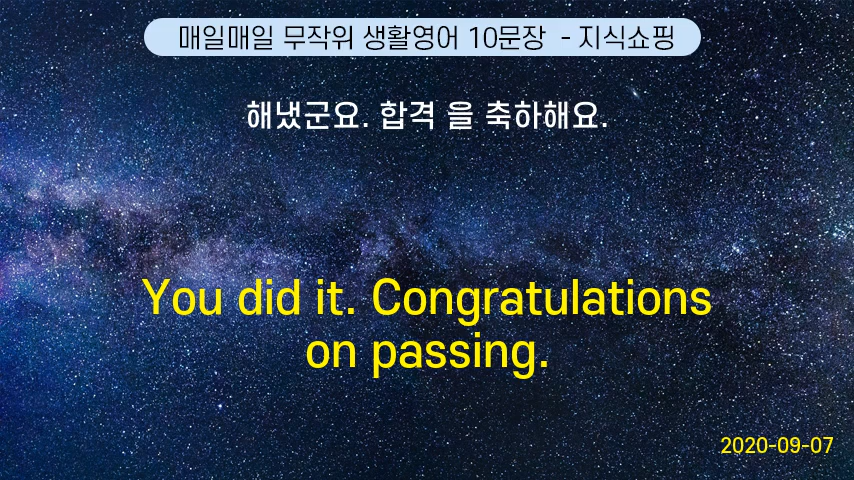 매일매일 무작위 생활영어 10문장 - 지식쇼핑
해냈군요. 합격 을 축하해요.
You did it. Congratulations
on passing.
2020-09-07